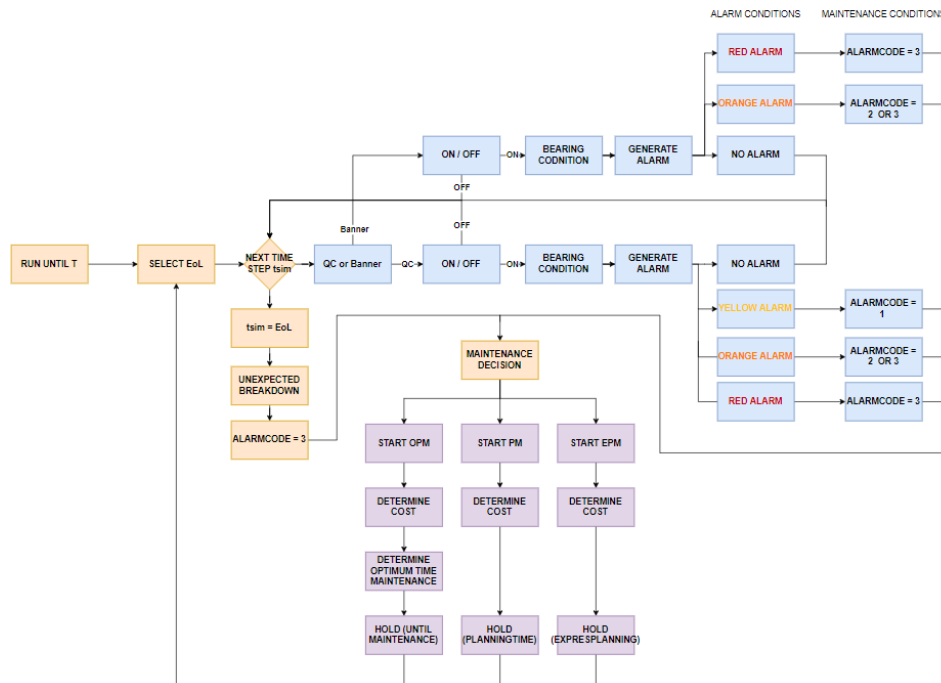 ALARM CONDITIONS
MAINTENANCE CONDITIONS
RED ALARM
ALARMCODE = 3
ORANGE ALARM
ALARMCODE =
2 OR 3
ON / OFF
ON
BEARING
CODNITION
GENERATE
ALARM
NO ALARM
OFF
Banner
OFF
RUN UNTIL T
SELECT EoL
NEXT TIME
STEP tsim
QC or Banner
QC
ON / OFF
ON
BEARING
CONDITION
GENERATE
ALARM
NO ALARM
YELLOW ALARM
ALARMCODE =
1
tsim = EoL
MAINTENANCE
DECISION
ORANGE ALARM
ALARMCODE =
2 OR 3
UNEXPECTED
BREAKDOWN
RED ALARM
ALARMCODE = 3
ALARMCODE = 3
START OPM
START PM
START EPM
DETERMINE
COST
DETERMINE
COST
DETERMINE
COST
DETERMINE
OPTIMUM TIME
MAINTENANCE
HOLD (UNTIL
MAINTENANCE)
HOLD
(PLANNINGTIME)
HOLD
(EXPRESPLANNING)